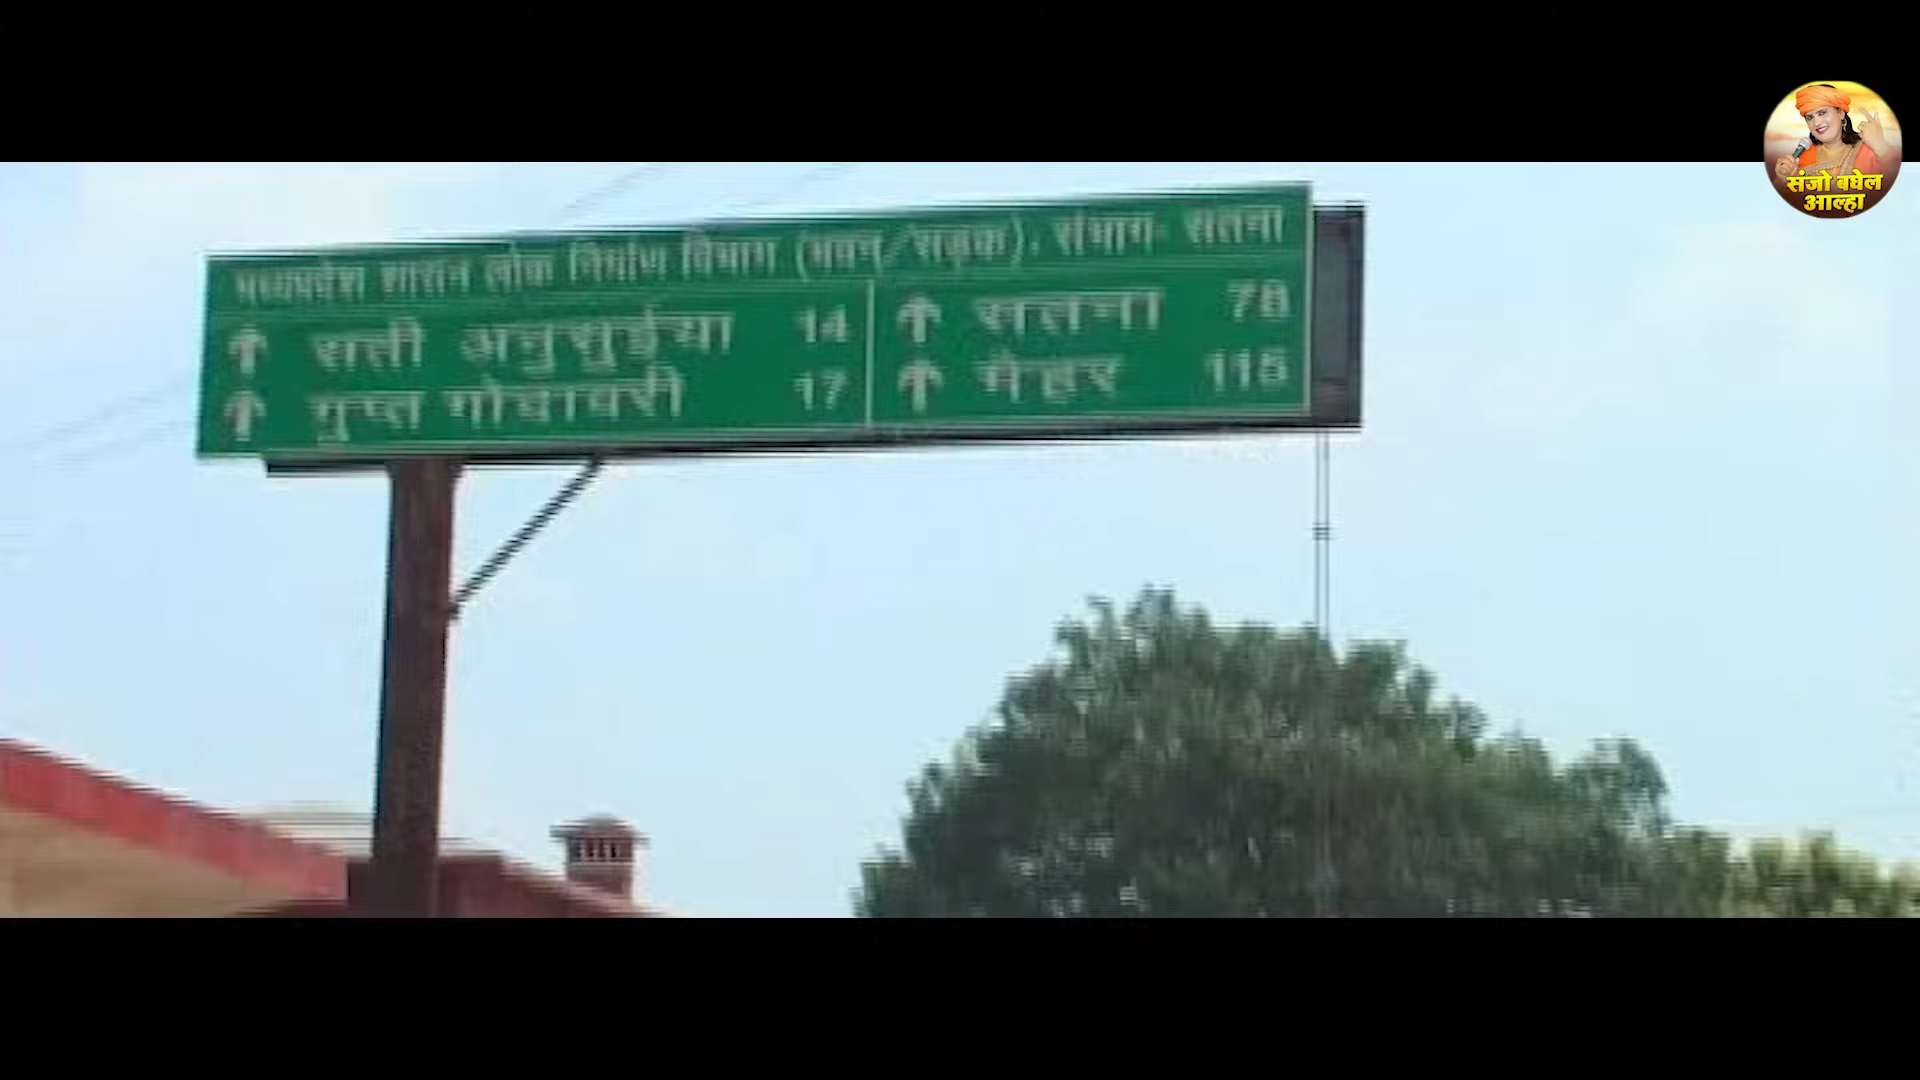 मध्यप्रदेश शासन लोक निर्माण विभाग (भवन/सड़क), संभाग- सतना
↑ सती अनुसुईया 14
↑ गुप्त गोदावरी 17
↑ सतना 78
↑ मैहर 115
संजो बघेल
आल्हा